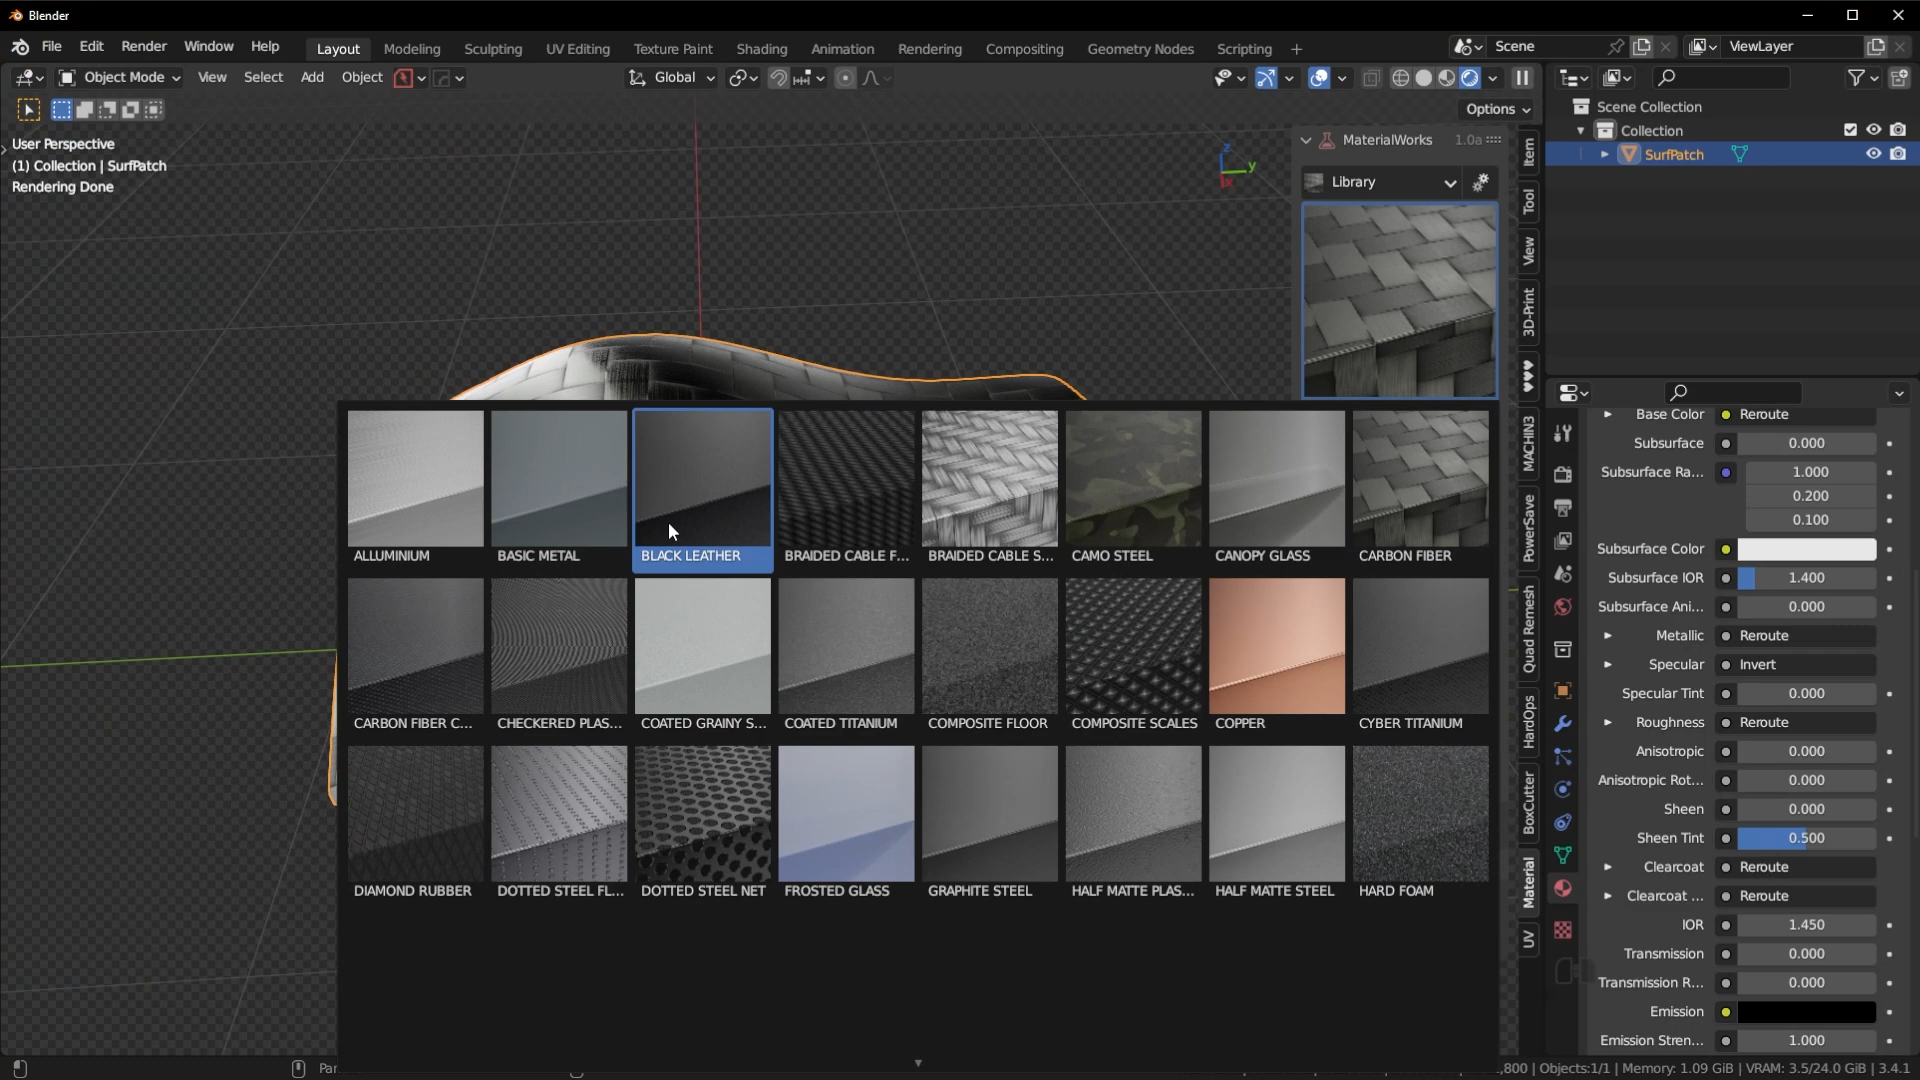 Blender
File Edit Render Window Help
Layout Modeling Sculpting UV Editing Texture Paint Shading Animation Rendering Compositing Geometry Nodes Scripting +
Scene
ViewLayer
Object Mode View Select Add Object
Global
Options
User Perspective
(1) Collection | SurfPatch
Rendering Done
Z
Y
X
MaterialWorks 1.0a
Library
Item
Tool
View
3D-Print
♥♥♥
MACHIN3
PowerSave
Quad Remesh
HardOps
BoxCutter
Material
UV
Scene Collection
Collection
SurfPatch
ALLUMINIUM
BASIC METAL
BLACK LEATHER
BRAIDED CABLE F...
BRAIDED CABLE S...
CAMO STEEL
CANOPY GLASS
CARBON FIBER
CARBON FIBER C...
CHECKERED PLAS...
COATED GRAINY S...
COATED TITANIUM
COMPOSITE FLOOR
COMPOSITE SCALES
COPPER
CYBER TITANIUM
DIAMOND RUBBER
DOTTED STEEL FL...
DOTTED STEEL NET
FROSTED GLASS
GRAPHITE STEEL
HALF MATTE PLAS...
HALF MATTE STEEL
HARD FOAM
Base Color Reroute
Subsurface 0.000
Subsurface Ra... 1.000
0.200
0.100
Subsurface Color
Subsurface IOR 1.400
Subsurface Ani... 0.000
Metallic Reroute
Specular Invert
Specular Tint 0.000
Roughness Reroute
Anisotropic 0.000
Anisotropic Rot... 0.000
Sheen 0.000
Sheen Tint 0.500
Clearcoat Reroute
Clearcoat ... Reroute
IOR 1.450
Transmission 0.000
Transmission R... 0.000
Emission
Emission Stren... 1.000
,800 | Objects:1/1 | Memory: 1.09 GiB | VRAM: 3.5/24.0 GiB | 3.4.1